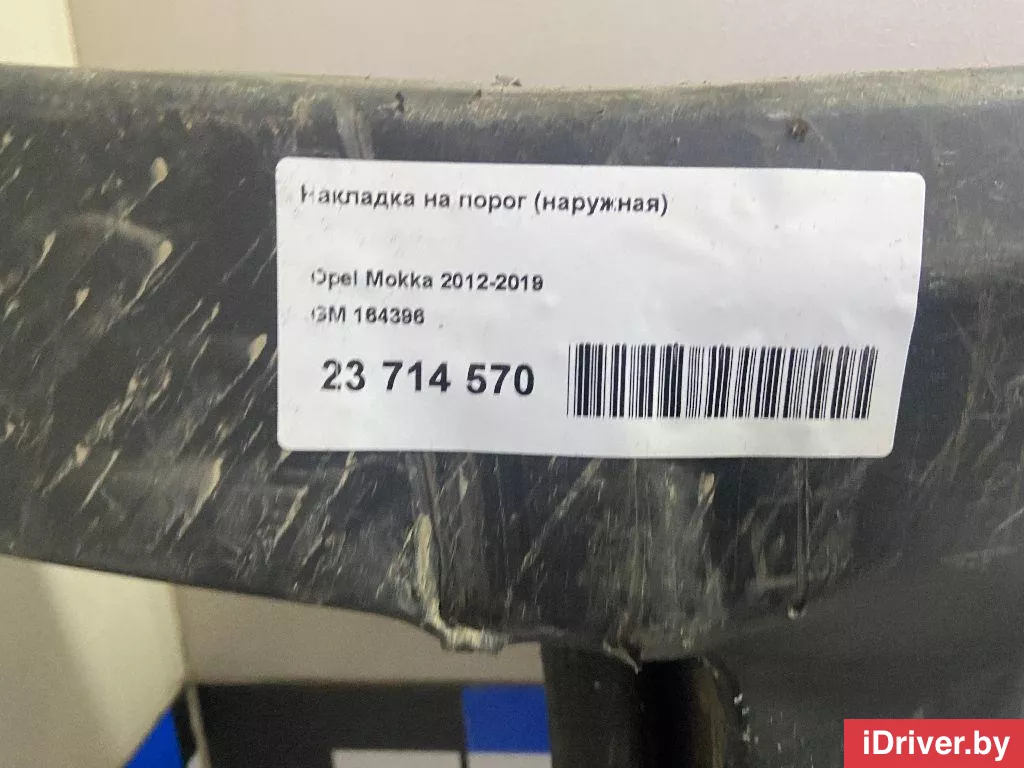 Накладка на порог (наружная)
Opel Mokka 2012-2019
GM 164396
23 714 570
iDriver.by